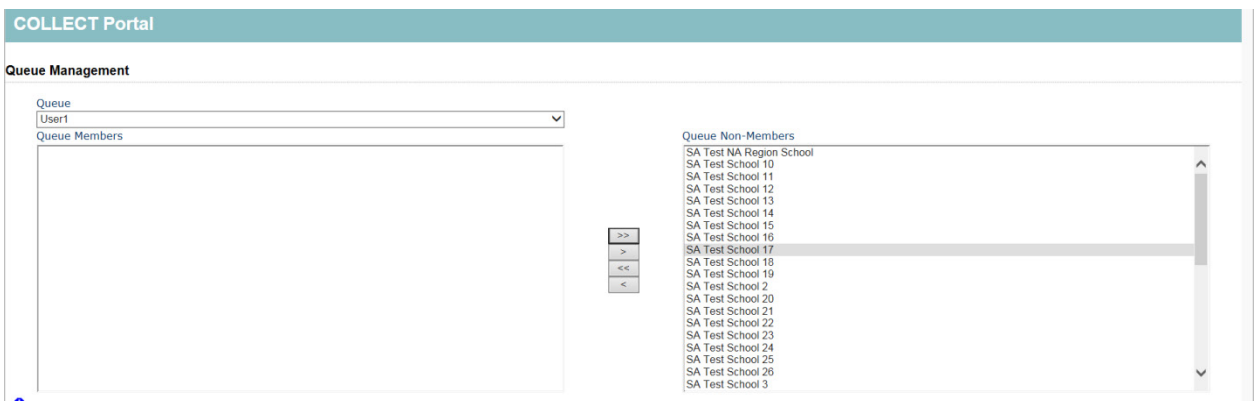 COLLECT Portal
Queue Management
Queue
User1
Queue Members
Queue Non-Members
SA Test NA Region School
SA Test School 10
SA Test School 11
SA Test School 12
SA Test School 13
SA Test School 14
SA Test School 15
SA Test School 16
SA Test School 17
SA Test School 18
SA Test School 19
SA Test School 2
SA Test School 20
SA Test School 21
SA Test School 22
SA Test School 23
SA Test School 24
SA Test School 25
SA Test School 26
SA Test School 3
>>
>
<<
<